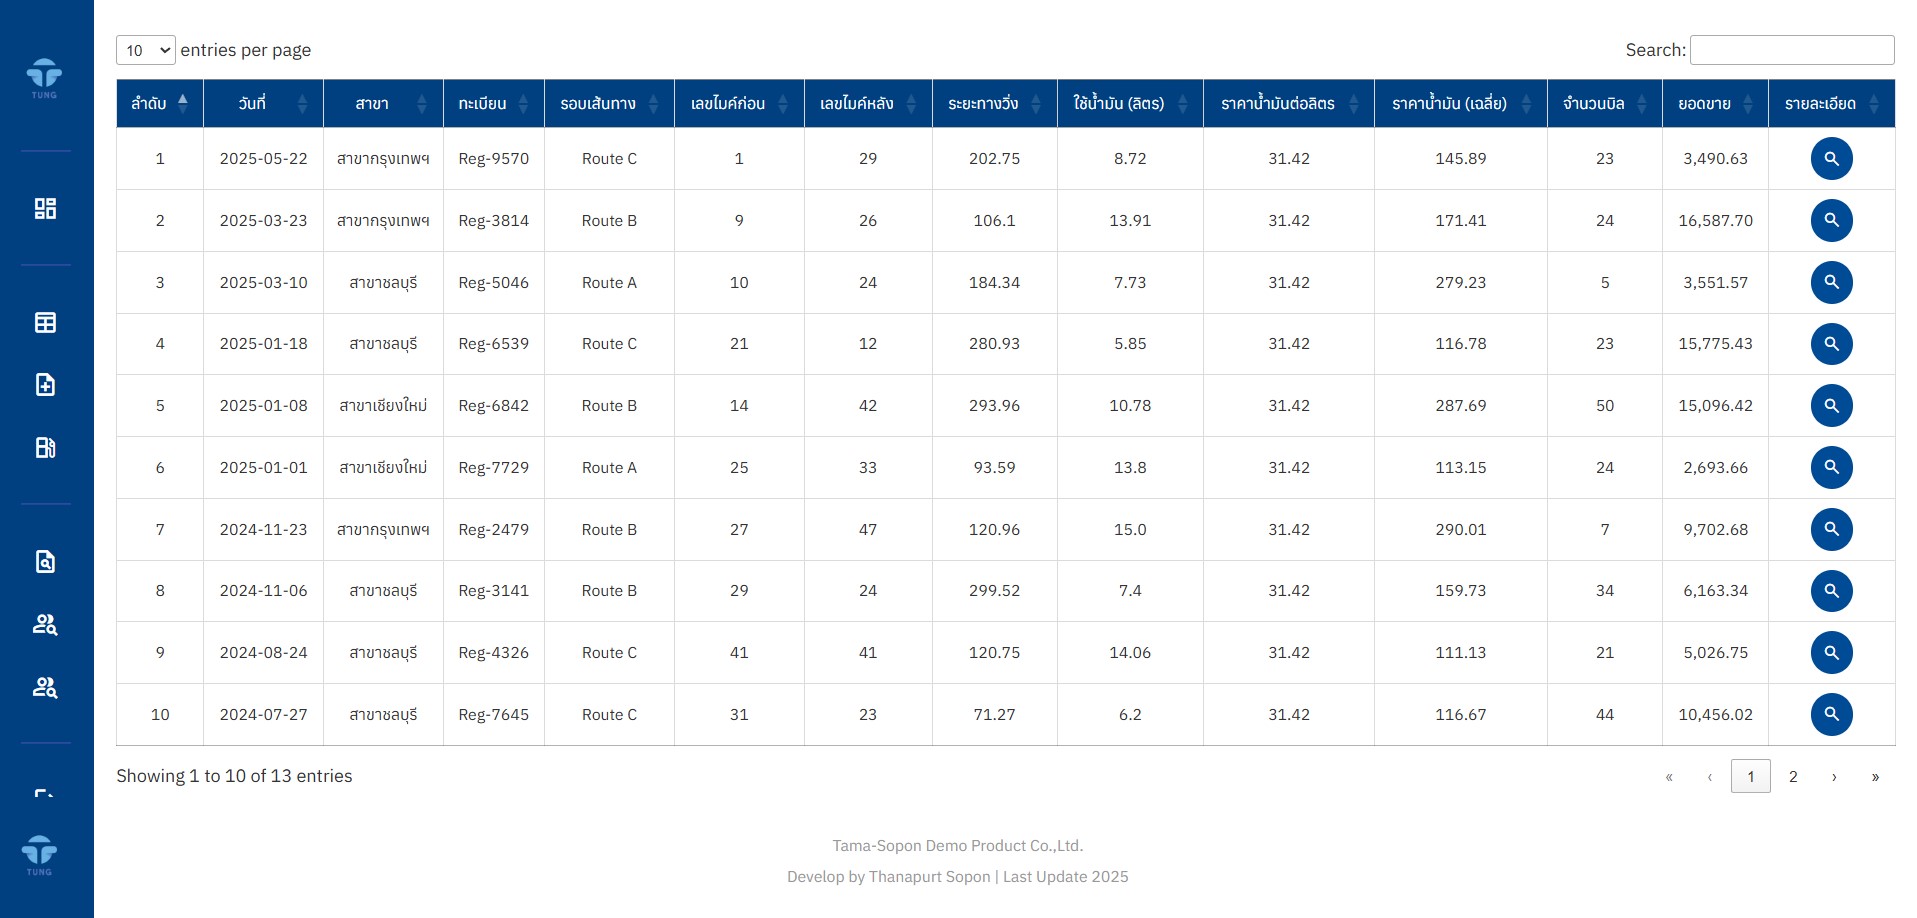 TUNG
10 entries per page
Search:
ลำดับ วันที่ สาขา ทะเบียน รอบเส้นทาง เลขไมค์ก่อน เลขไมค์หลัง ระยะทางวิ่ง ใช้น้ำมัน (ลิตร) ราคาน้ำมันต่อลิตร ราคาน้ำมัน (เฉลี่ย) จำนวนบิล ยอดขาย รายละเอียด
1 2025-05-22 สาขากรุงเทพฯ Reg-9570 Route C 1 29 202.75 8.72 31.42 145.89 23 3,490.63
2 2025-03-23 สาขากรุงเทพฯ Reg-3814 Route B 9 26 106.1 13.91 31.42 171.41 24 16,587.70
3 2025-03-10 สาขาชลบุรี Reg-5046 Route A 10 24 184.34 7.73 31.42 279.23 5 3,551.57
4 2025-01-18 สาขาชลบุรี Reg-6539 Route C 21 12 280.93 5.85 31.42 116.78 23 15,775.43
5 2025-01-08 สาขาเชียงใหม่ Reg-6842 Route B 14 42 293.96 10.78 31.42 287.69 50 15,096.42
6 2025-01-01 สาขาเชียงใหม่ Reg-7729 Route A 25 33 93.59 13.8 31.42 113.15 24 2,693.66
7 2024-11-23 สาขากรุงเทพฯ Reg-2479 Route B 27 47 120.96 15.0 31.42 290.01 7 9,702.68
8 2024-11-06 สาขาชลบุรี Reg-3141 Route B 29 24 299.52 7.4 31.42 159.73 34 6,163.34
9 2024-08-24 สาขาชลบุรี Reg-4326 Route C 41 41 120.75 14.06 31.42 111.13 21 5,026.75
10 2024-07-27 สาขาชลบุรี Reg-7645 Route C 31 23 71.27 6.2 31.42 116.67 44 10,456.02
Showing 1 to 10 of 13 entries
« ‹ 1 2 › »
TUNG
Tama-Sopon Demo Product Co.,Ltd.
Develop by Thanapurt Sopon | Last Update 2025